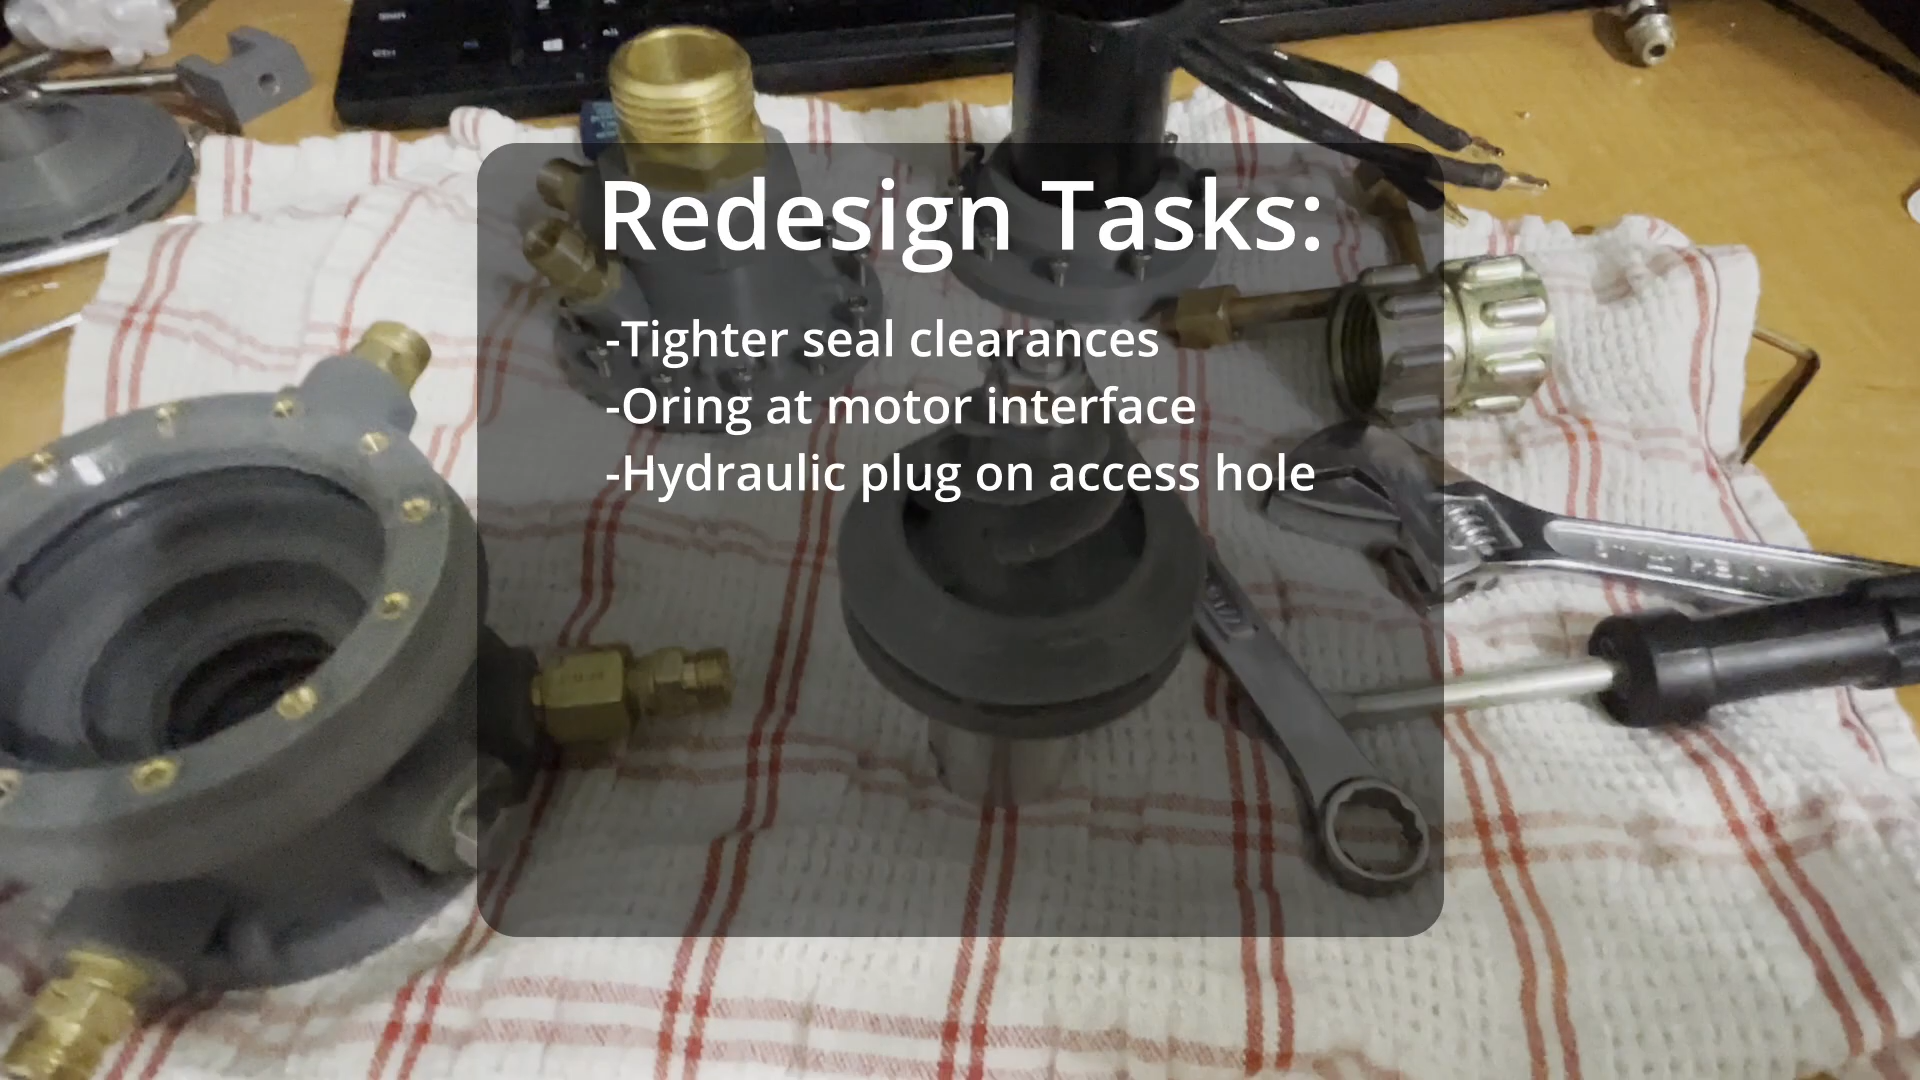 Redesign Tasks:
-Tighter seal clearances
-Oring at motor interface
-Hydraulic plug on access hole